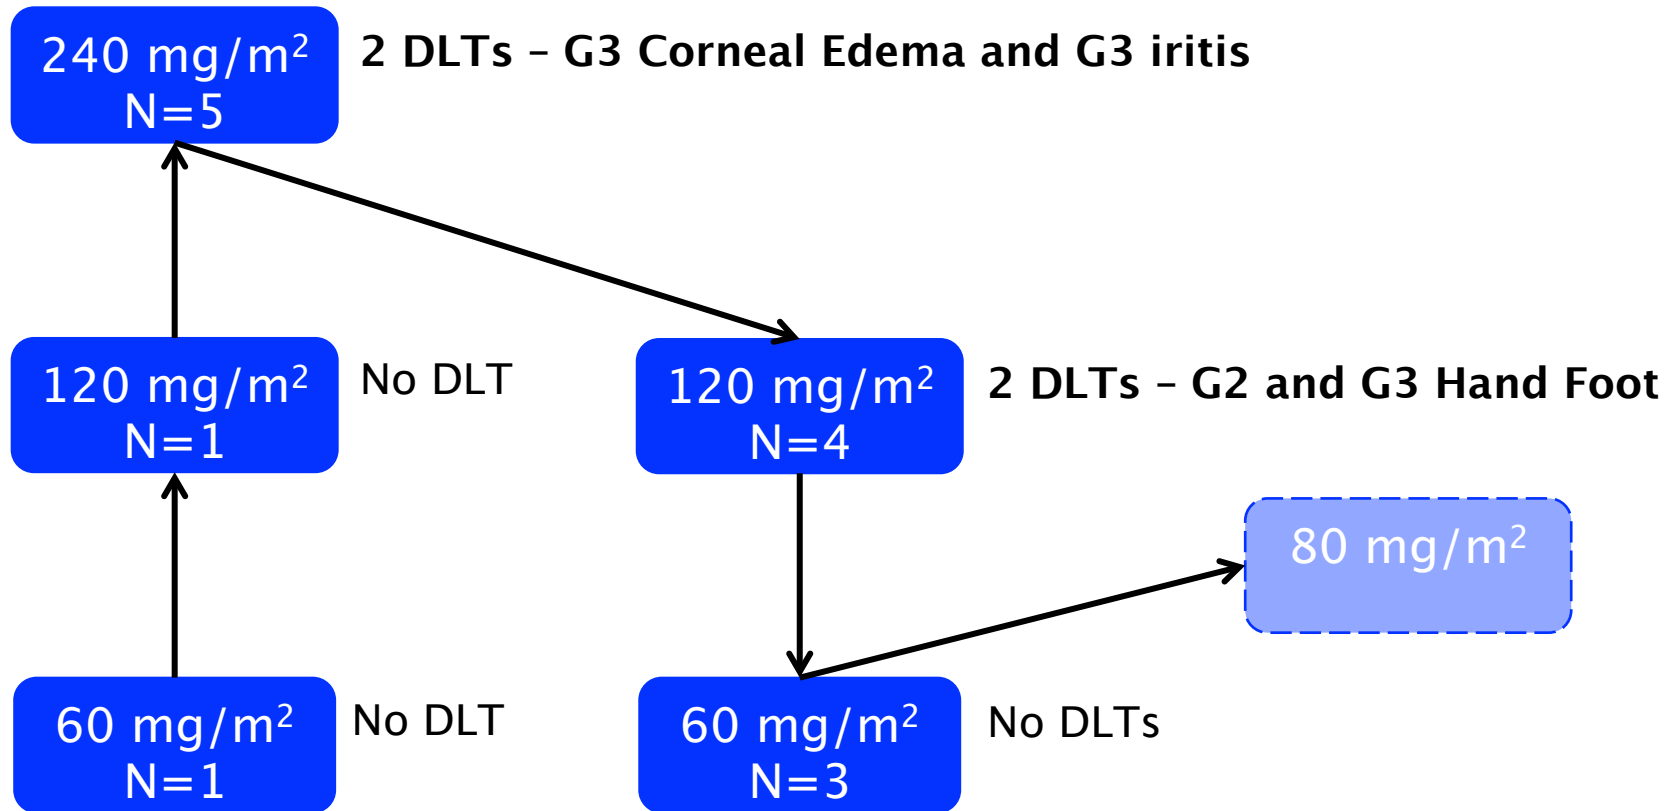 240 mg/m²
N=5
2 DLTs – G3 Corneal Edema and G3 iritis
120 mg/m²
N=1
No DLT
120 mg/m²
N=4
2 DLTs – G2 and G3 Hand Foot
80 mg/m²
60 mg/m²
N=1
No DLT
60 mg/m²
N=3
No DLTs